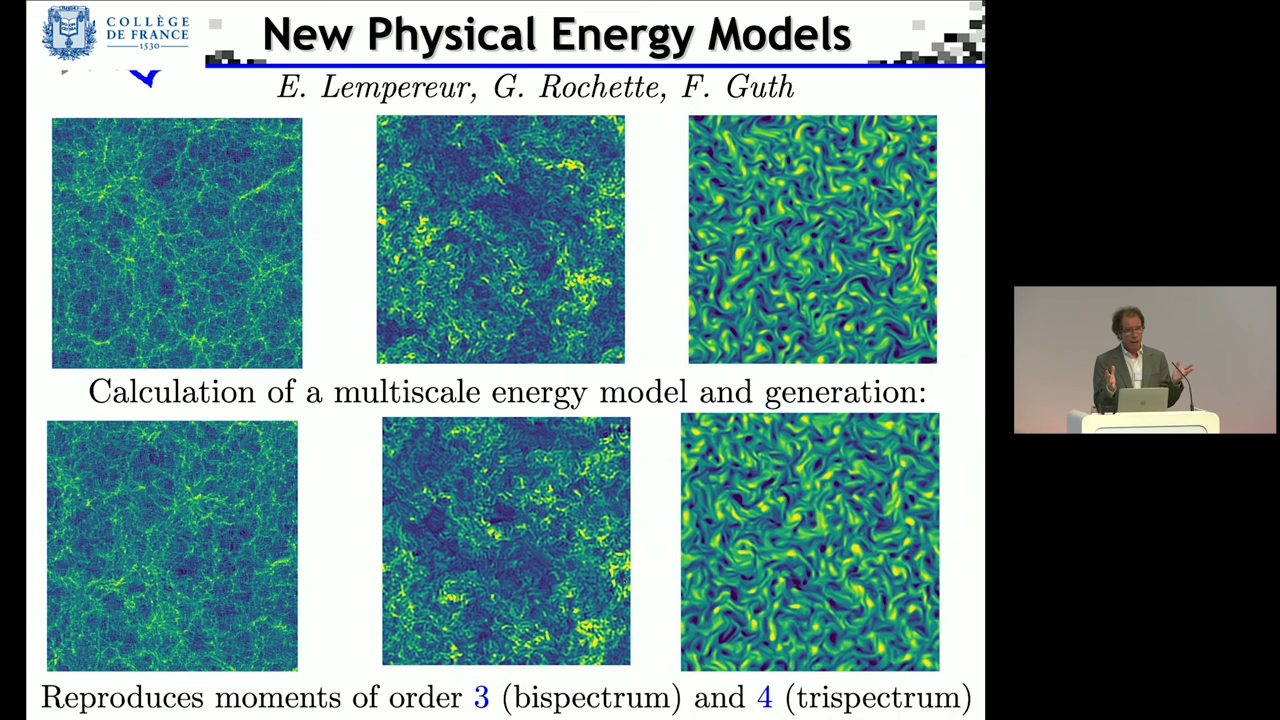 COLLÈGE
DE FRANCE
1530
New Physical Energy Models
E. Lempereur, G. Rochette, F. Guth
Calculation of a multiscale energy model and generation:
Reproduces moments of order 3 (bispectrum) and 4 (trispectrum)